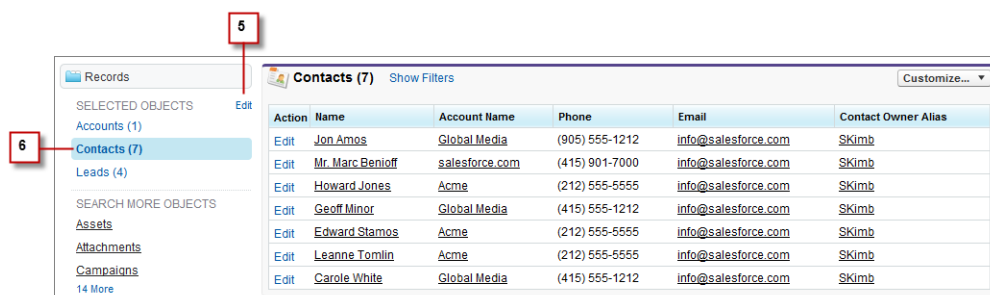 5
Records
SELECTED OBJECTS Edit
Accounts (1)
6
Contacts (7)
Leads (4)
SEARCH MORE OBJECTS
Assets
Attachments
Campaigns
14 More
Contacts (7) Show Filters Customize...
Action Name Account Name Phone Email Contact Owner Alias
Edit Jon Amos Global Media (905) 555-1212 info@salesforce.com SKimb
Edit Mr. Marc Benioff salesforce.com (415) 901-7000 info@salesforce.com SKimb
Edit Howard Jones Acme (212) 555-5555 info@salesforce.com SKimb
Edit Geoff Minor Global Media (415) 555-1212 info@salesforce.com SKimb
Edit Edward Stamos Acme (212) 555-5555 info@salesforce.com SKimb
Edit Leanne Tomlin Acme (212) 555-5555 info@salesforce.com SKimb
Edit Carole White Global Media (415) 555-1212 info@salesforce.com SKimb